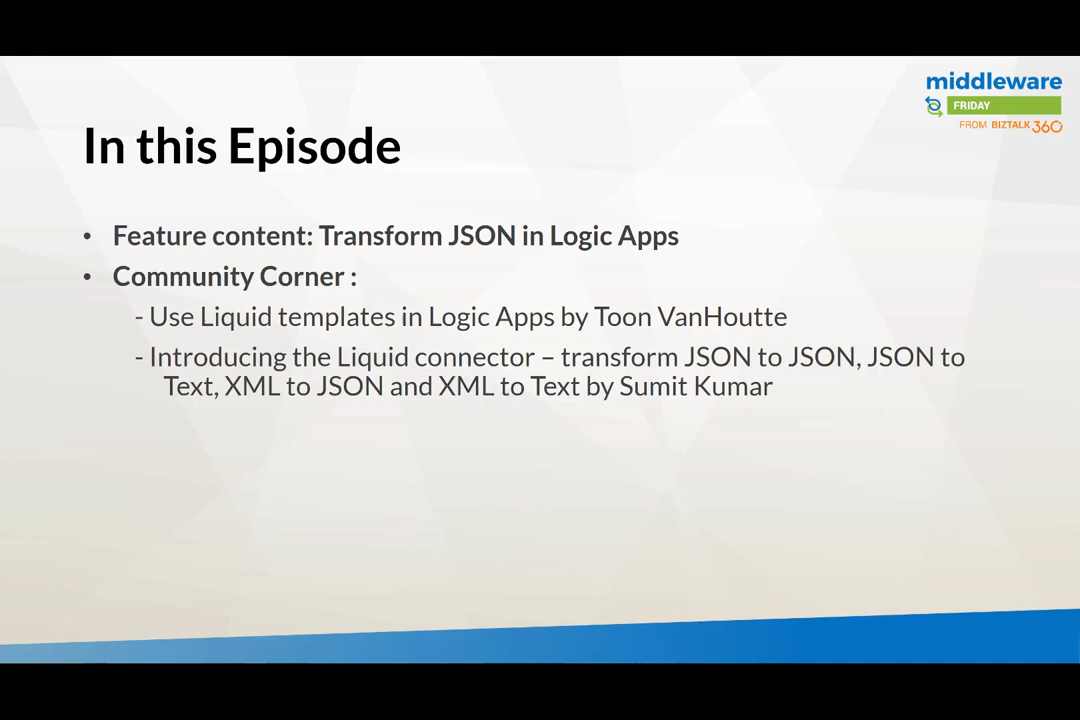 middleware
FRIDAY
FROM BIZTALK360
In this Episode
• Feature content: Transform JSON in Logic Apps
• Community Corner :
- Use Liquid templates in Logic Apps by Toon VanHoutte
- Introducing the Liquid connector – transform JSON to JSON, JSON to
Text, XML to JSON and XML to Text by Sumit Kumar